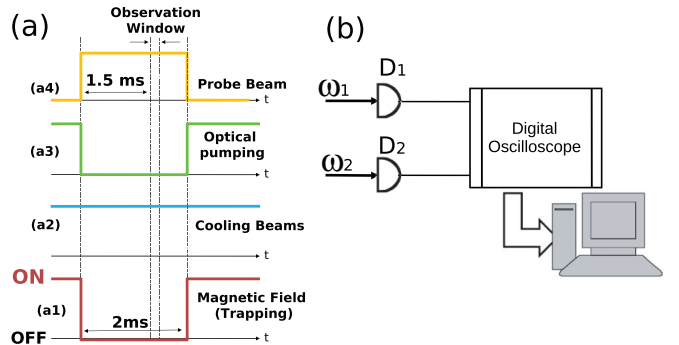 (a)
Observation
Window
(a4)
1.5 ms
Probe Beam
t
(a3)
Optical
pumping
t
(a2)
Cooling Beams
t
ON
(a1)
Magnetic Field
(Trapping)
2ms
OFF
t
(b)
ω1
D1
Digital
Oscilloscope
ω2
D2